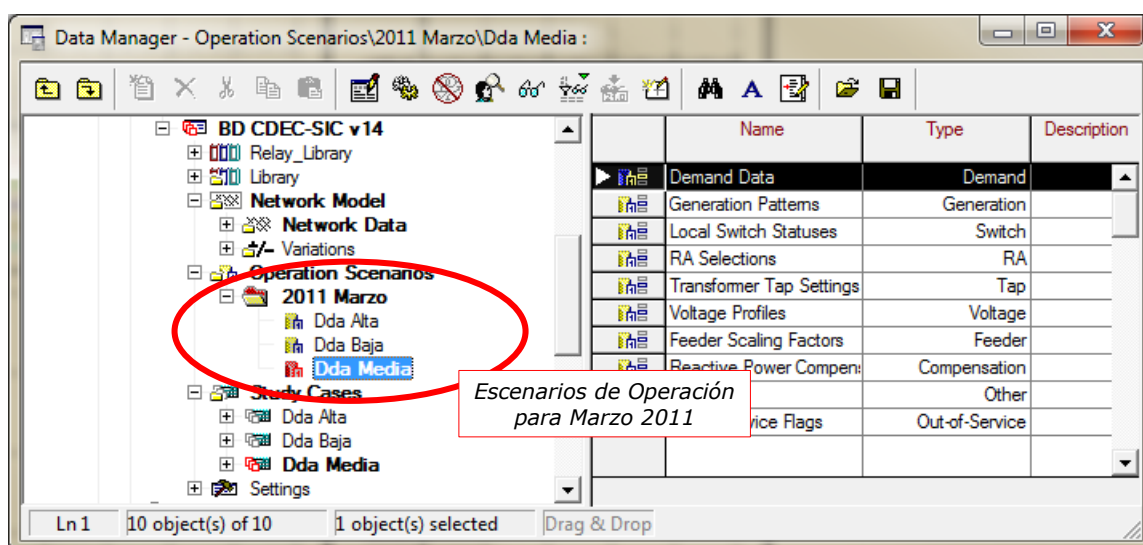 Data Manager - Operation Scenarios\2011 Marzo\Dda Media :
BD CDEC-SIC v14
Relay_Library
Library
Network Model
Network Data
Variations
Operation Scenarios
2011 Marzo
Dda Alta
Dda Baja
Dda Media
Study Cases
Dda Alta
Dda Baja
Dda Media
Settings
Name Type Description
Demand Data Demand
Generation Patterns Generation
Local Switch Statuses Switch
RA Selections RA
Transformer Tap Settings Tap
Voltage Profiles Voltage
Feeder Scaling Factors Feeder
Reactive Power Compen: Compensation
Other
vice Flags Out-of-Service
Escenarios de Operación
para Marzo 2011
Ln 1 10 object(s) of 10 1 object(s) selected Drag & Drop